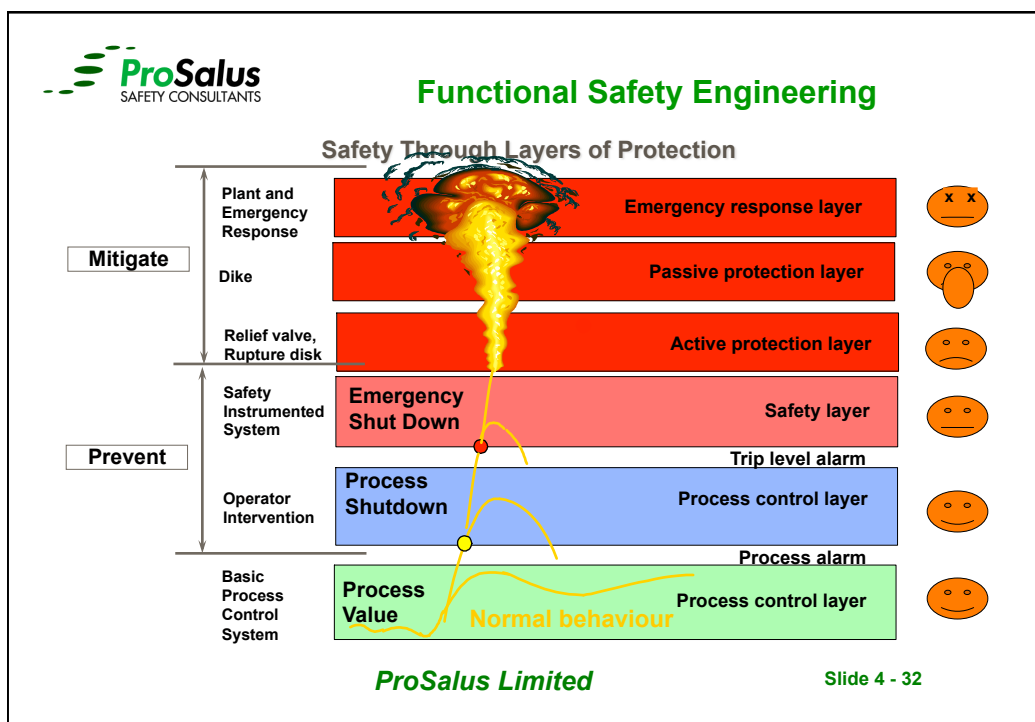 ProSalus
SAFETY CONSULTANTS
Functional Safety Engineering
Safety Through Layers of Protection
Mitigate
Plant and
Emergency
Response
Emergency response layer
x x
Dike
Passive protection layer
Relief valve,
Rupture disk
Active protection layer
Prevent
Safety
Instrumented
System
Emergency
Shut Down
Safety layer
Trip level alarm
Operator
Intervention
Process
Shutdown
Process control layer
Process alarm
Basic
Process
Control
System
Process
Value
Normal behaviour
Process control layer
ProSalus Limited
Slide 4 - 32